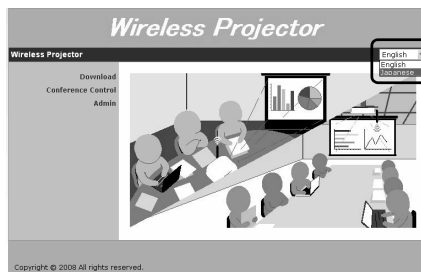 Wireless Projector
Wireless Projector
English
English
Japanese
Download
Conference Control
Admin
Copyright © 2008 All rights reserved.